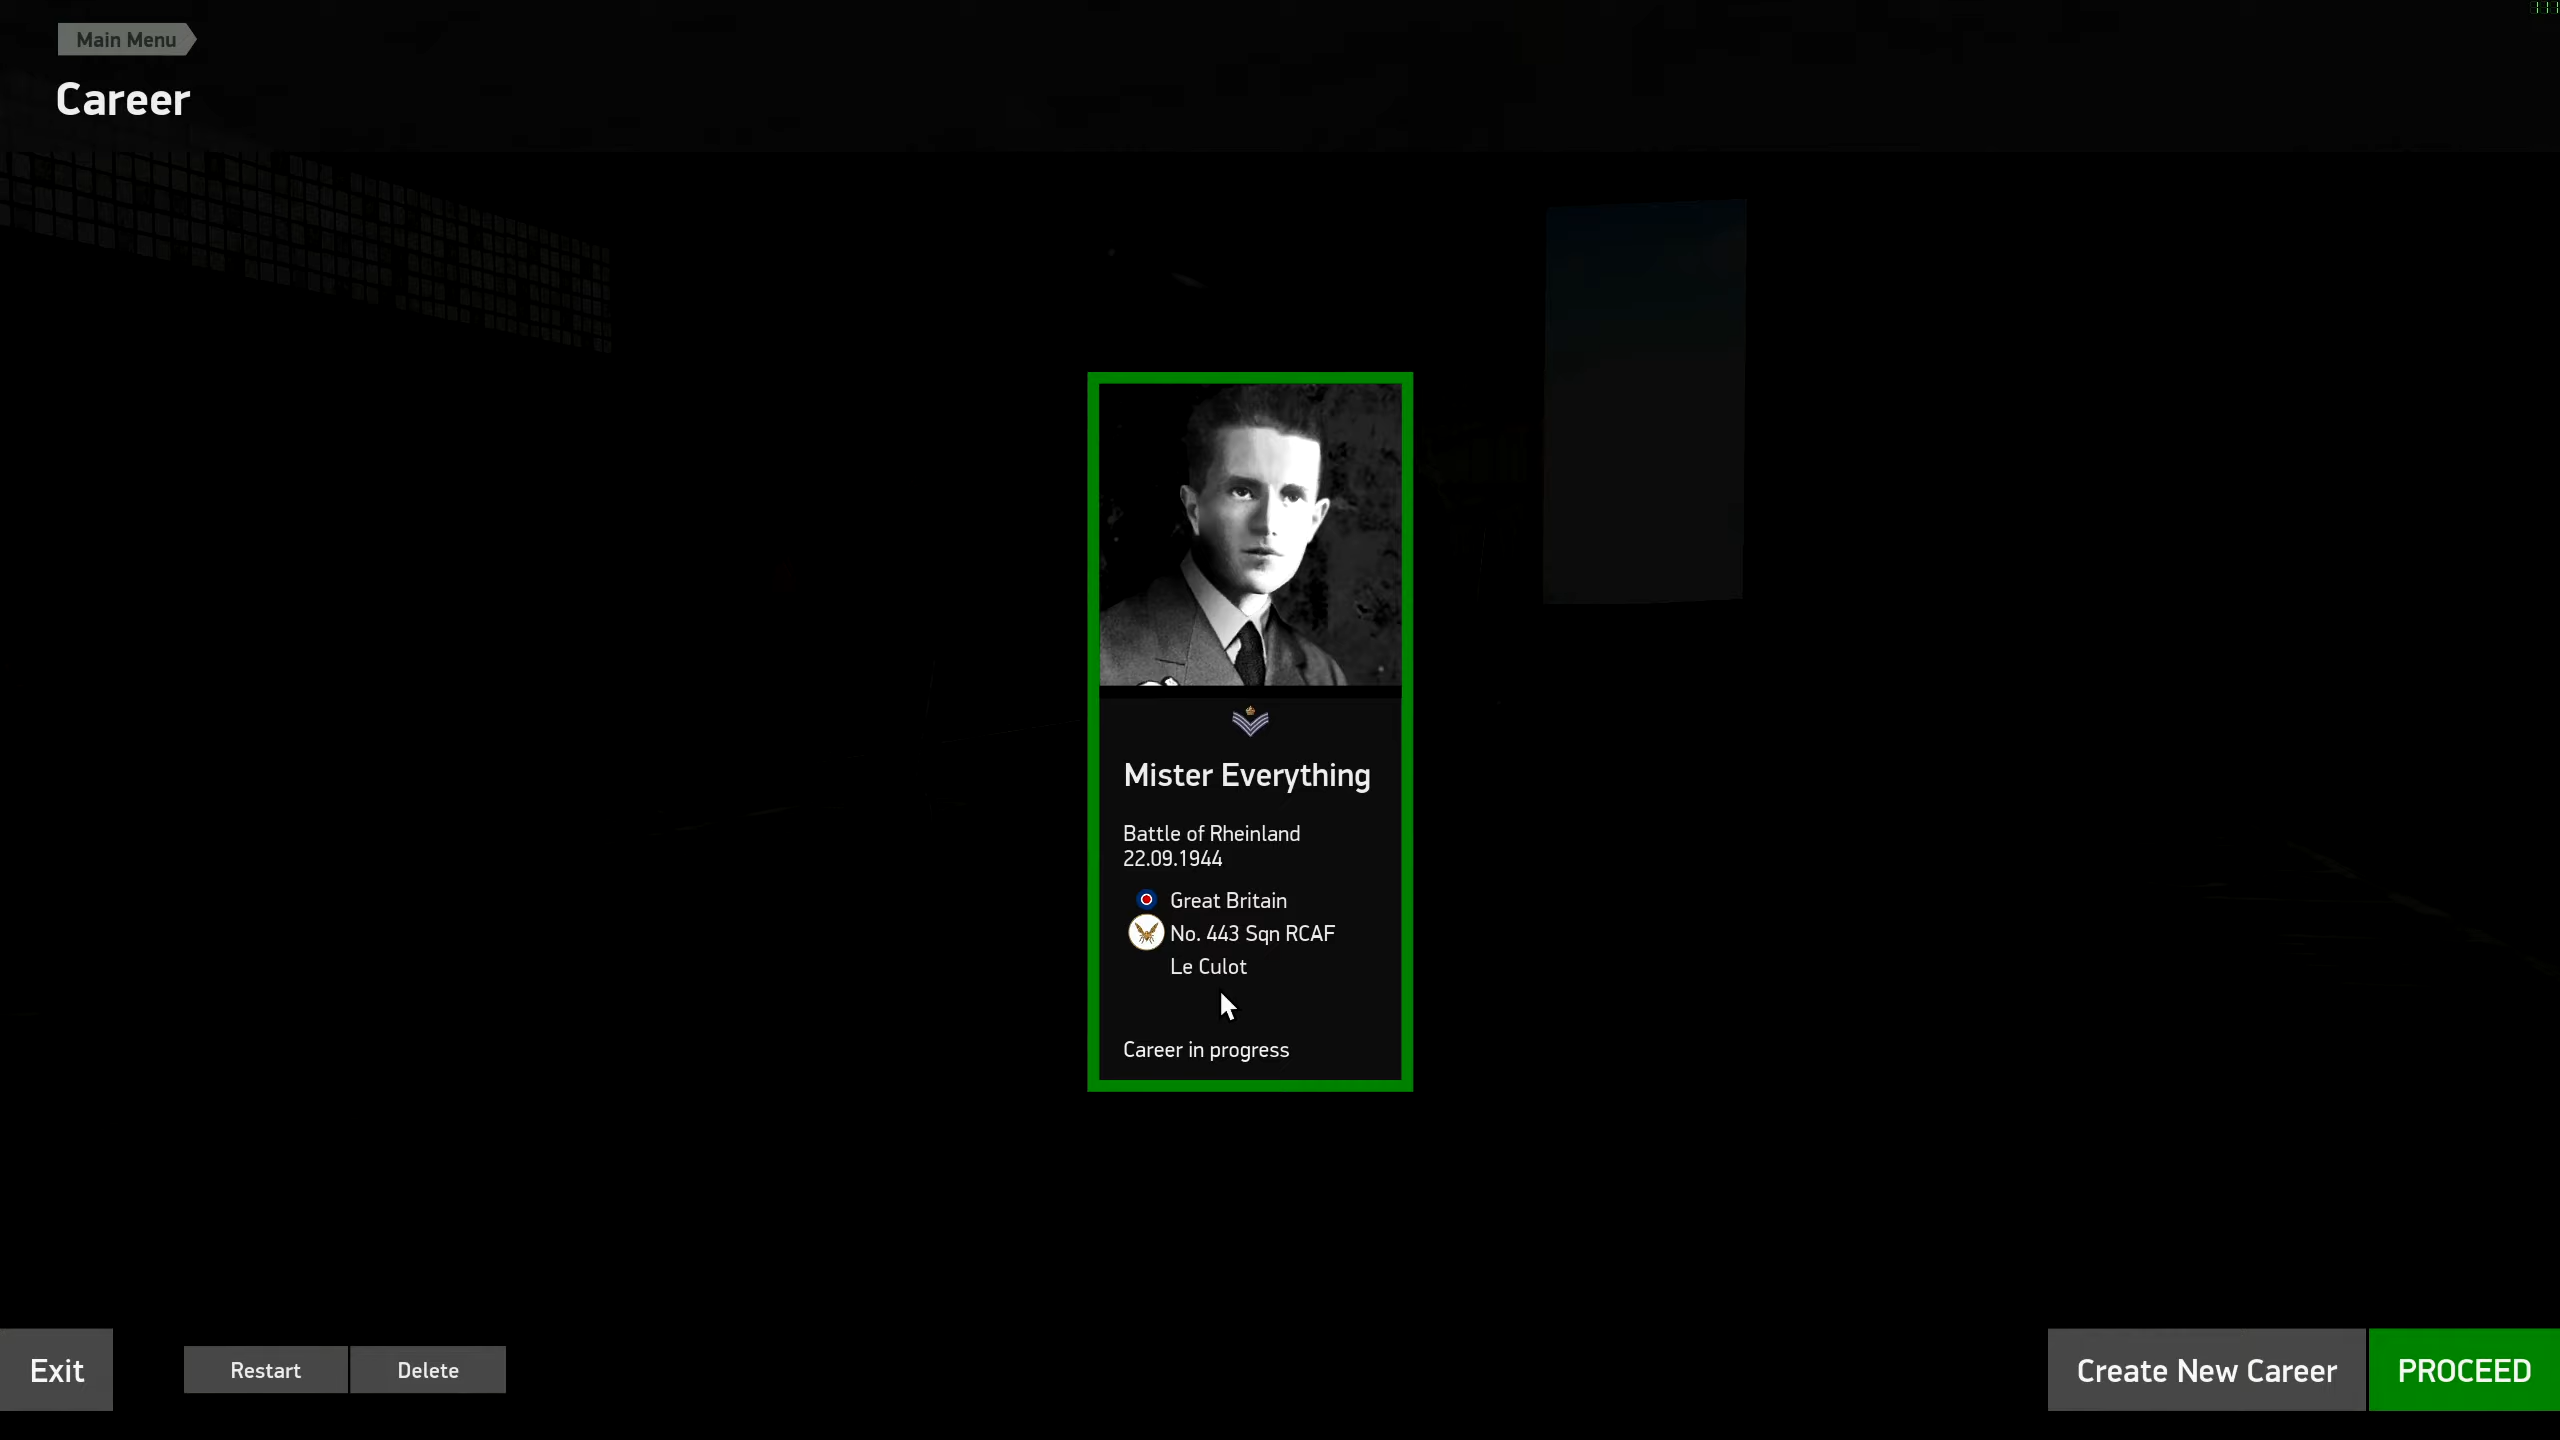 Main Menu
Career
Mister Everything
Battle of Rheinland
22.09.1944
Great Britain
No. 443 Sqn RCAF
Le Culot
Career in progress
Exit
Restart
Delete
Create New Career
PROCEED